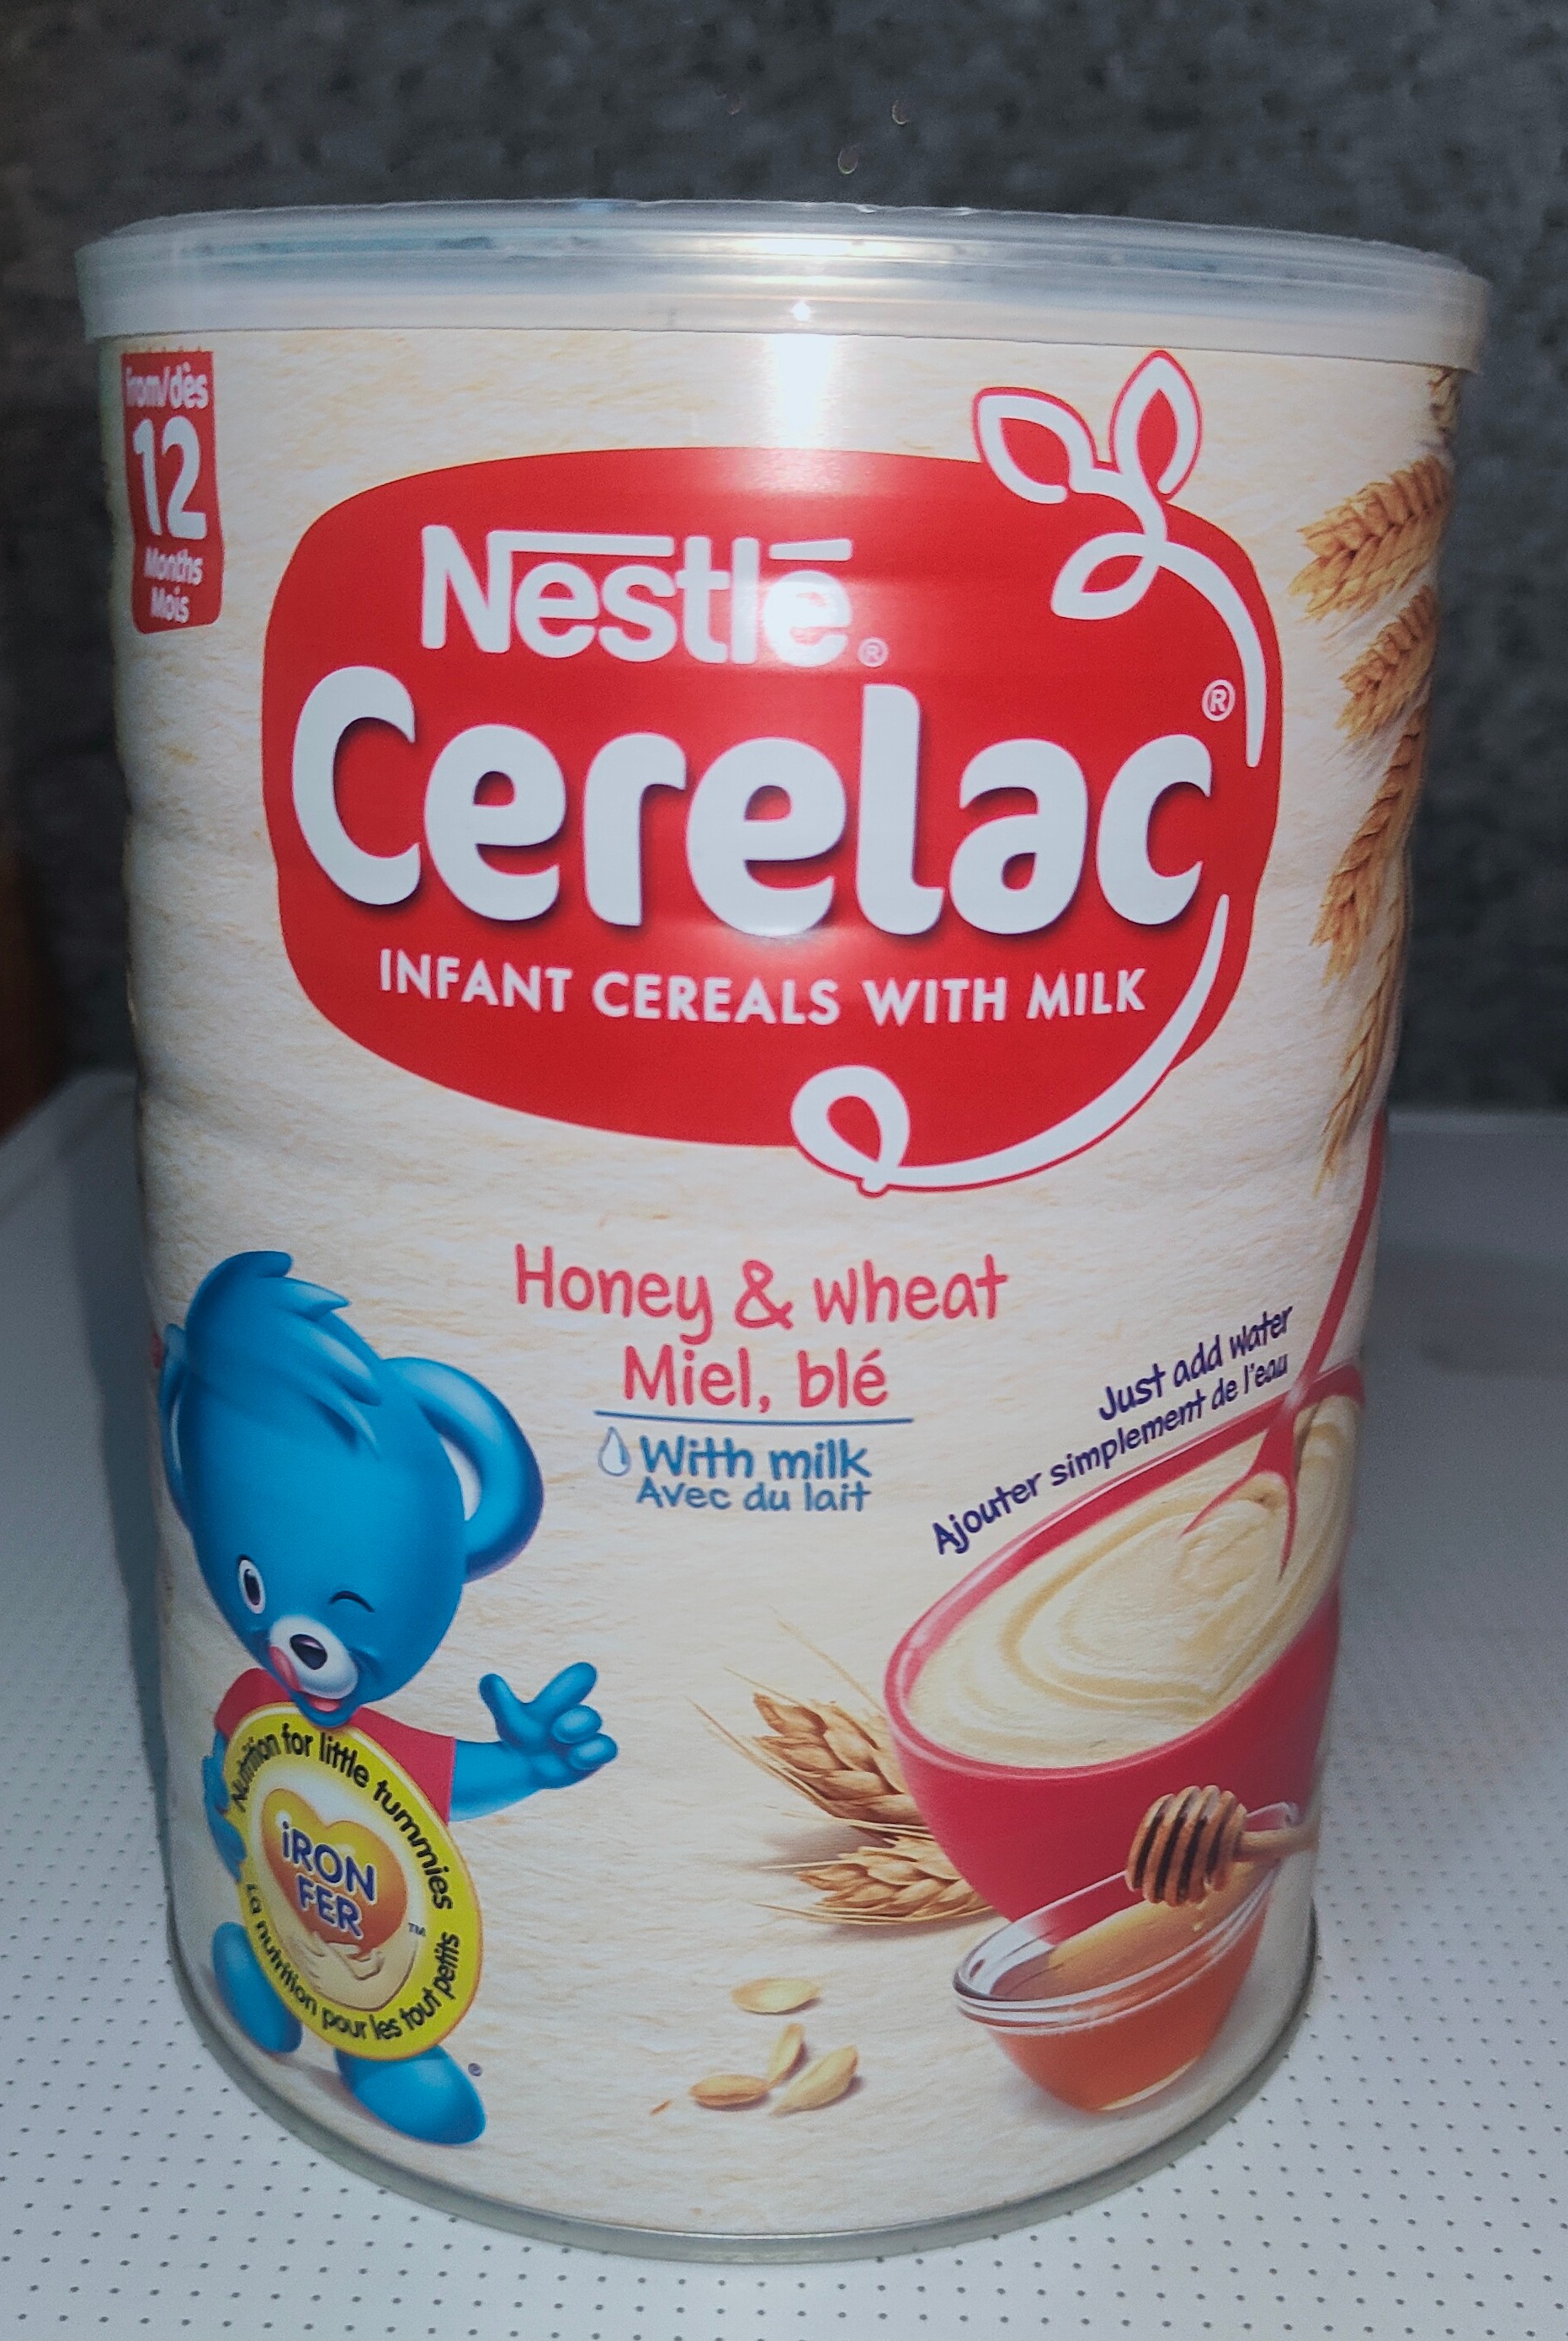 from/dès
12
Months
Mois
Nestlé®
Cerelac®
INFANT CEREALS WITH MILK
Honey & wheat
Miel, blé
With milk
Avec du lait
Just add water
Ajouter simplement de l'eau
Nutrition for little tummies
iRON
FER
™
La nutrition pour les tout petits